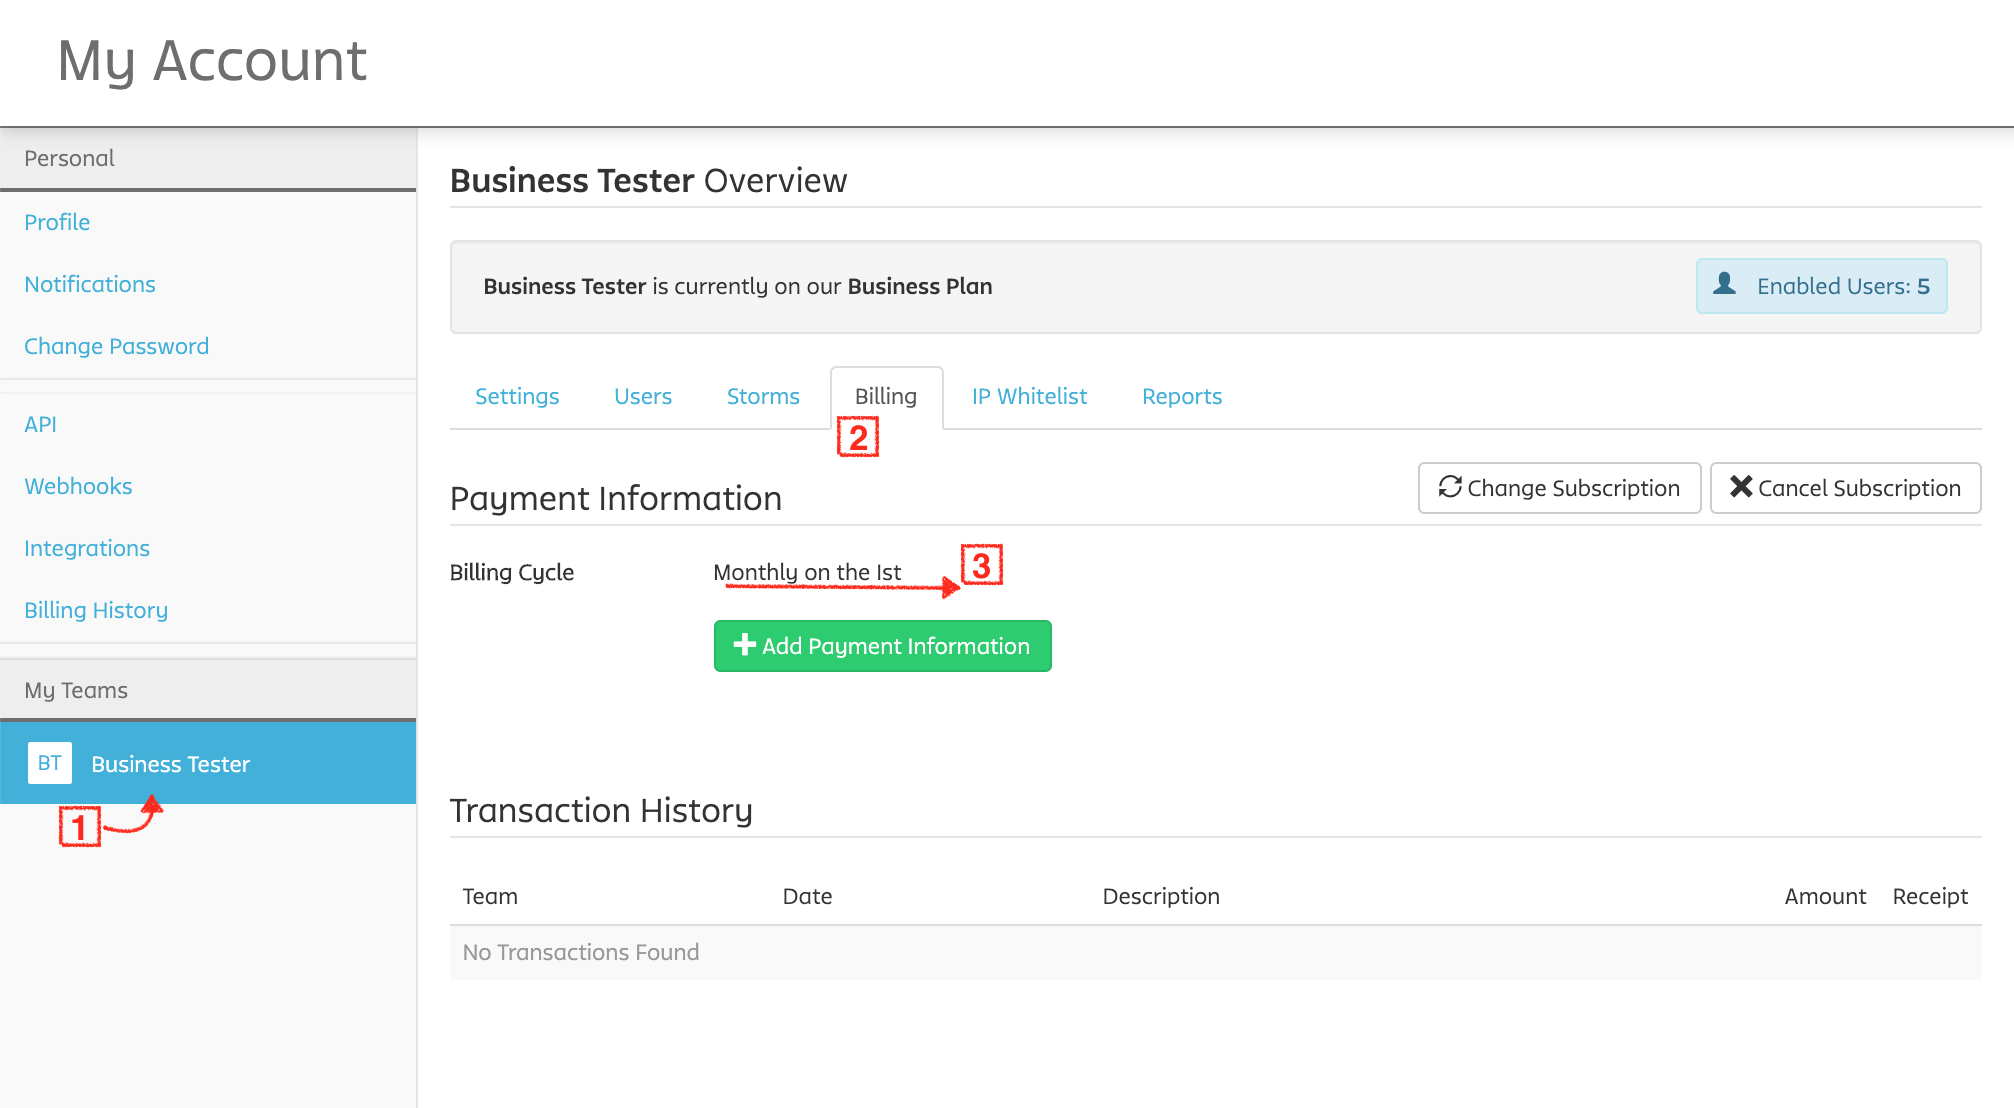 My Account
Personal
Profile
Notifications
Change Password
API
Webhooks
Integrations
Billing History
My Teams
BT Business Tester
1
Business Tester Overview
Business Tester is currently on our Business Plan
Enabled Users: 5
Settings Users Storms Billing IP Whitelist Reports
2
Payment Information
Change Subscription Cancel Subscription
Billing Cycle Monthly on the 1st
3
Add Payment Information
Transaction History
Team Date Description Amount Receipt
No Transactions Found